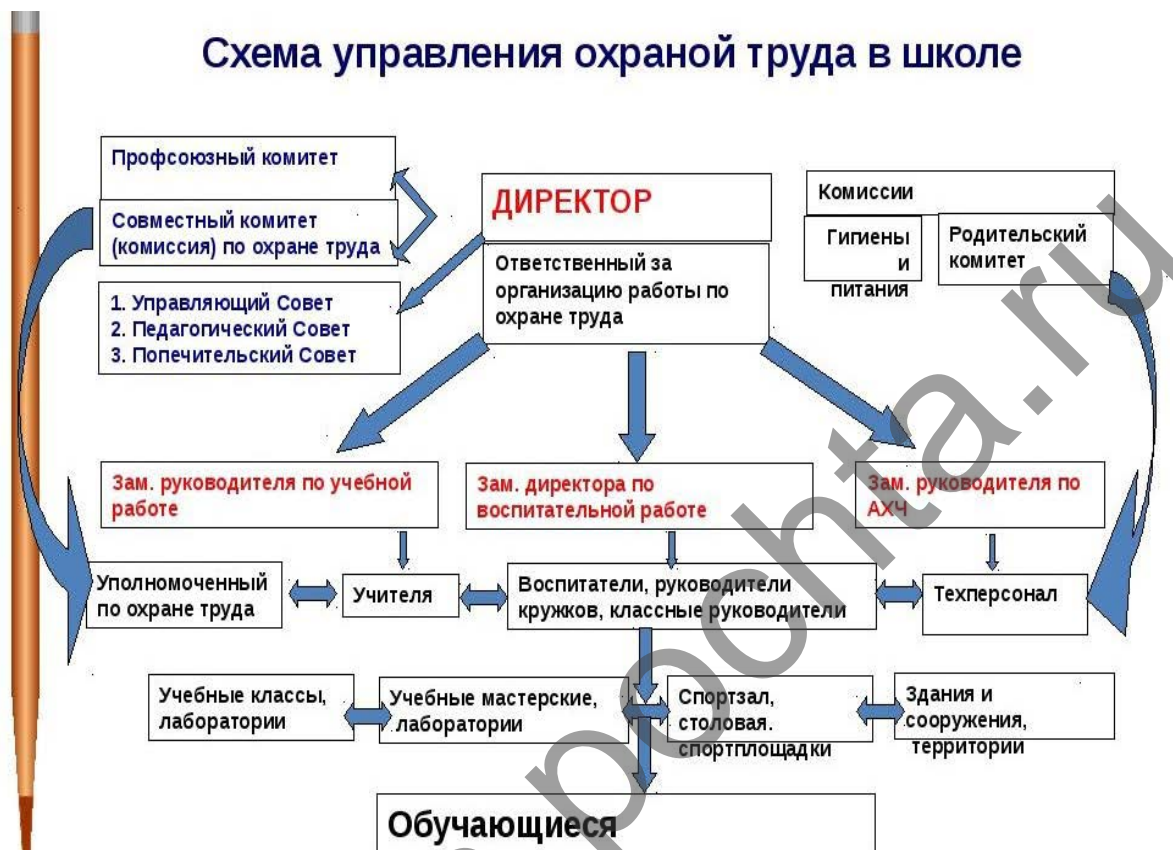 Схема управления охраной труда в школе
Профсоюзный комитет
Совместный комитет
(комиссия) по охране труда
1. Управляющий Совет
2. Педагогический Совет
3. Попечительский Совет
ДИРЕКТОР
Ответственный за
организацию работы по
охране труда
Комиссии
Гигиены
и
питания
Родительский
комитет
Зам. руководителя по учебной
работе
Зам. директора по
воспитательной работе
Зам. руководителя по
АХЧ
Уполномоченный
по охране труда
Учителя
Воспитатели, руководители
кружков, классные руководители
Техперсонал
Учебные классы,
лаборатории
Учебные мастерские,
лаборатории
Спортзал,
столовая.
спортплощадки
Здания и
сооружения,
территории
Обучающиеся
pochta.ru